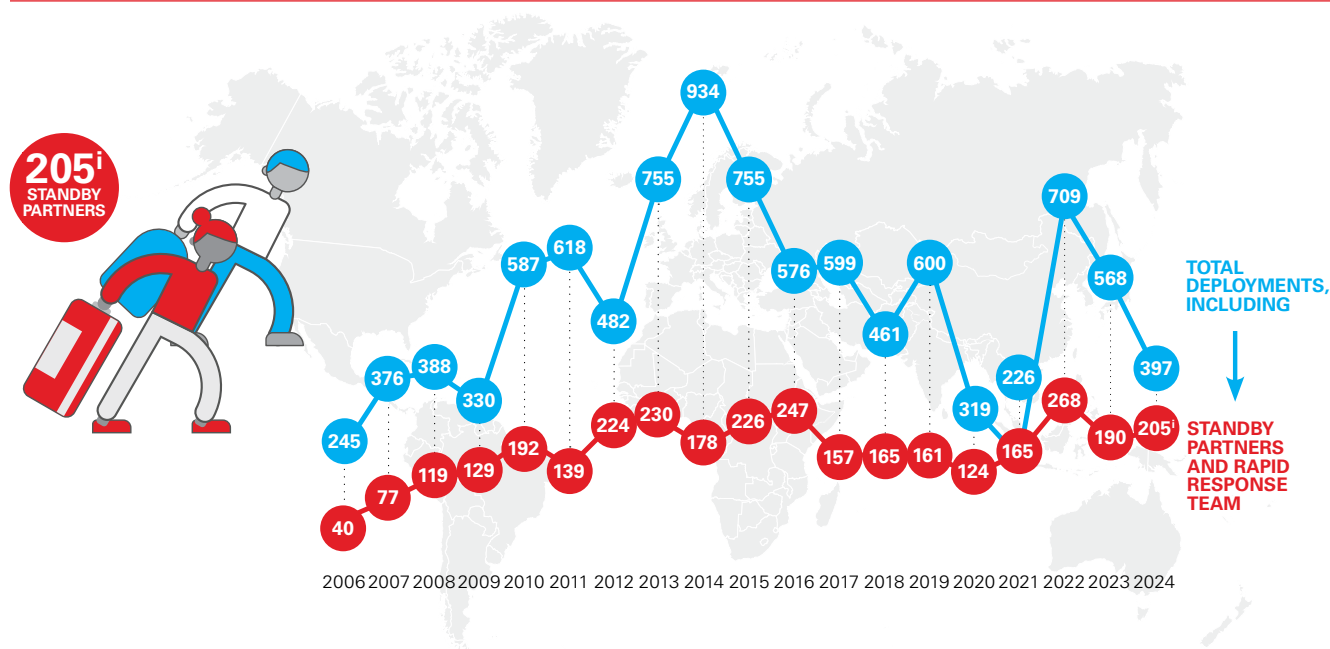 205i
STANDBY
PARTNERS
934
755
755
709
618
587
599
600
576
568
482
461
388
376
330
397
319
226
245
268
247
230
224
226
205i
192
178
190
157
165
161
165
139
129
119
124
77
40
TOTAL
DEPLOYMENTS,
INCLUDING
STANDBY
PARTNERS
AND RAPID
RESPONSE
TEAM
2006 2007 2008 2009 2010 2011 2012 2013 2014 2015 2016 2017 2018 2019 2020 2021 2022 2023 2024